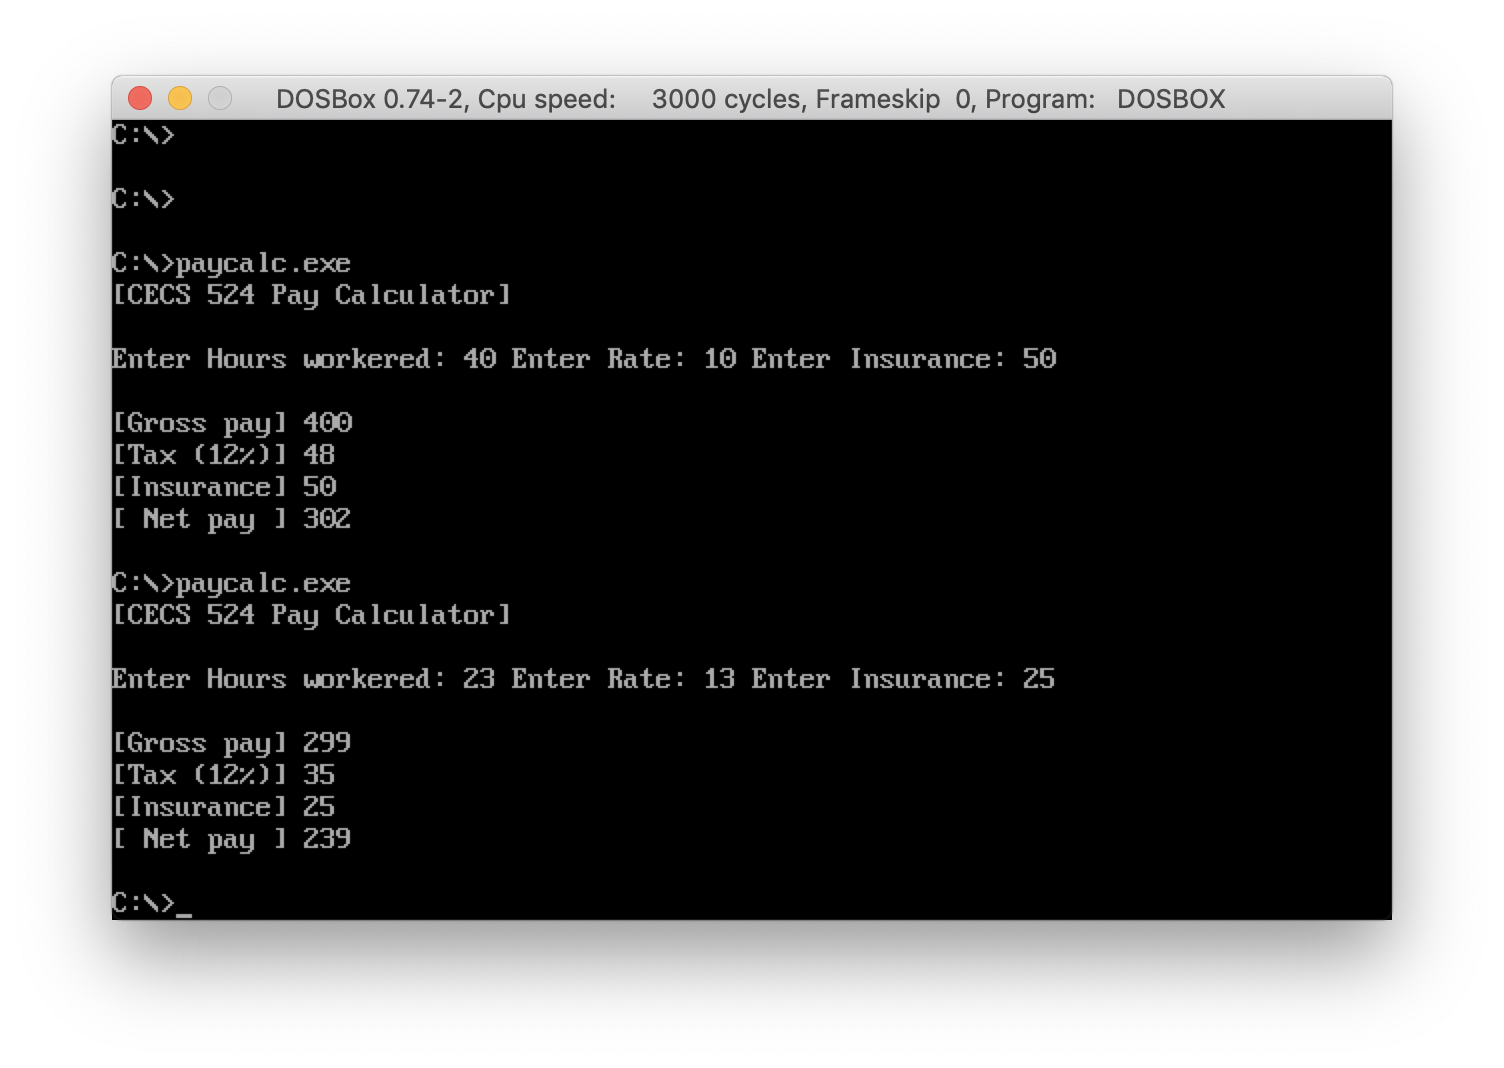 DOSBox 0.74-2, Cpu speed: 3000 cycles, Frameskip 0, Program: DOSBOX
C:\>
C:\>
C:\>paycalc.exe
[CECS 524 Pay Calculator]
Enter Hours workered: 40 Enter Rate: 10 Enter Insurance: 50
[Gross pay] 400
[Tax (12%)] 48
[Insurance] 50
[ Net pay ] 302
C:\>paycalc.exe
[CECS 524 Pay Calculator]
Enter Hours workered: 23 Enter Rate: 13 Enter Insurance: 25
[Gross pay] 299
[Tax (12%)] 35
[Insurance] 25
[ Net pay ] 239
C:\>_